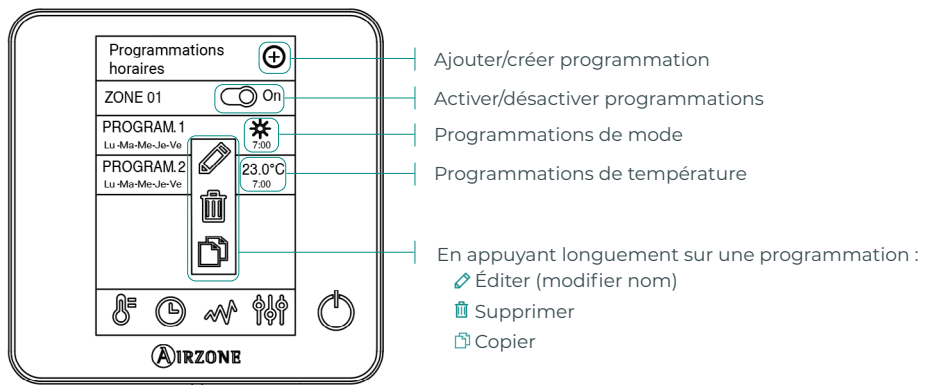 Programmations
horaires
ZONE 01
On
PROGRAM.1
Lu-Ma-Me-Je-Ve
7:00
PROGRAM.2
Lu-Ma-Me-Je-Ve
23.0°C
7:00
AIRZONE
Ajouter/créer programmation
Activer/désactiver programmations
Programmations de mode
Programmations de température
En appuyant longuement sur une programmation :
Éditer (modifier nom)
Supprimer
Copier